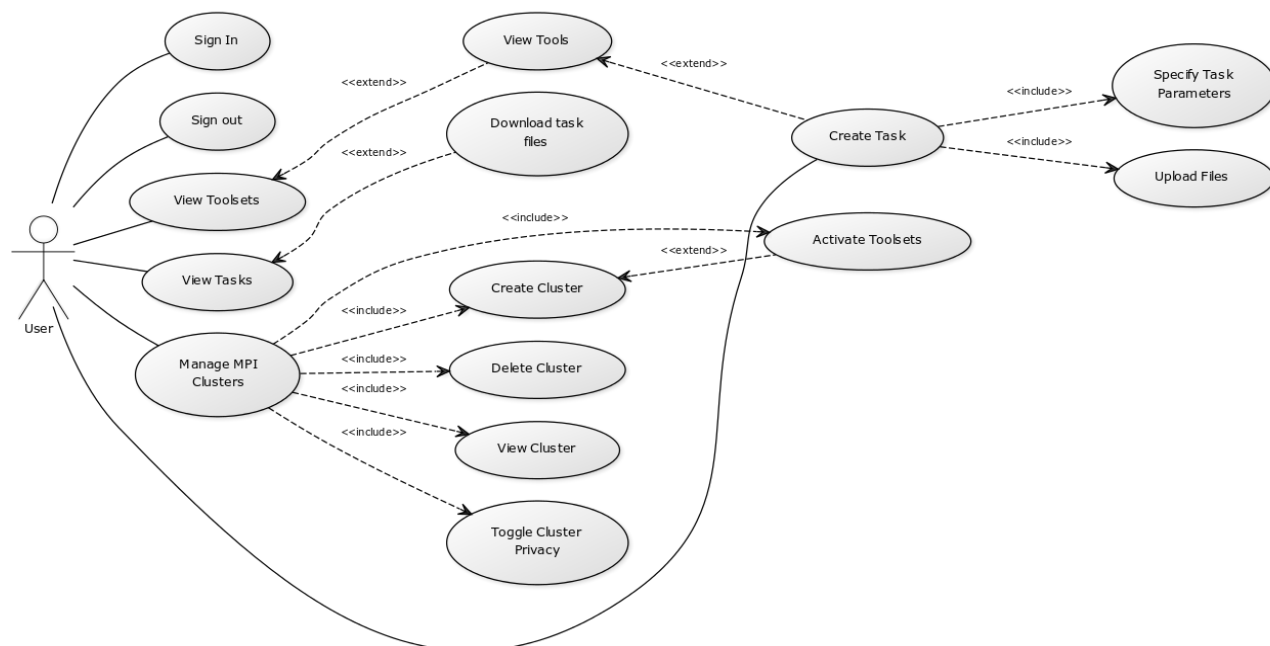 Sign In
View Tools
<<extend>>
Specify Task
Parameters
<<extend>>
<<include>>
Sign out
Download task
files
Create Task
<<extend>>
<<include>>
View Toolsets
Upload Files
<<include>>
Activate Toolsets
<<extend>>
View Tasks
Create Cluster
User
<<include>>
Manage MPI
Clusters
<<include>>
Delete Cluster
<<include>>
<<include>>
View Cluster
Toggle Cluster
Privacy